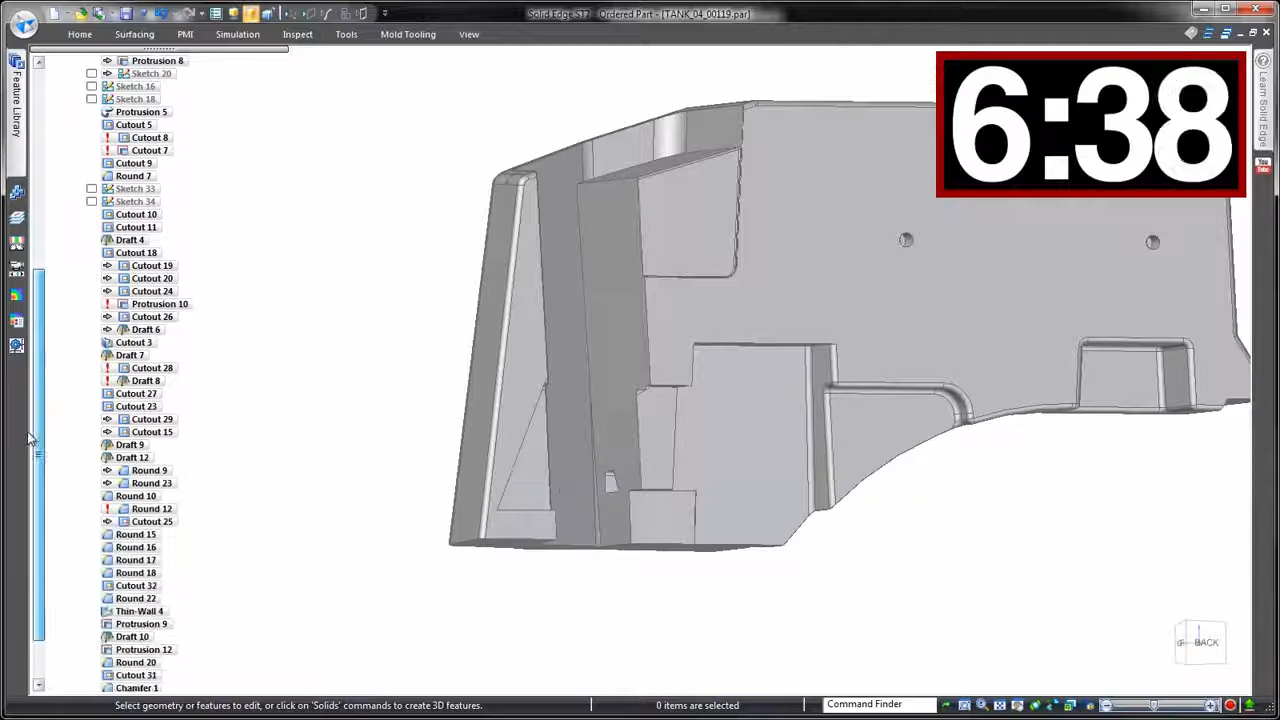 Solid Edge ST7 - Ordered Part - [TANK_04_00119.par]
Home Surfacing PMI Simulation Inspect Tools Mold Tooling View
Feature Library
Learn Solid Edge
You
Tube
6:38
Protrusion 8
Sketch 20
Sketch 16
Sketch 18
Protrusion 5
Cutout 5
Cutout 8
Cutout 7
Cutout 9
Round 7
Sketch 33
Sketch 34
Cutout 10
Cutout 11
Draft 4
Cutout 18
Cutout 19
Cutout 20
Cutout 24
Protrusion 10
Cutout 26
Draft 6
Cutout 3
Draft 7
Cutout 28
Draft 8
Cutout 27
Cutout 23
Cutout 29
Cutout 15
Draft 9
Draft 12
Round 9
Round 23
Round 10
Round 12
Cutout 25
Round 15
Round 16
Round 17
Round 18
Cutout 32
Round 22
Thin-Wall 4
Protrusion 9
Draft 10
Protrusion 12
Round 20
Cutout 31
Chamfer 1
BACK
Select geometry or features to edit, or click on 'Solids' commands to create 3D features.
0 items are selected
Command Finder